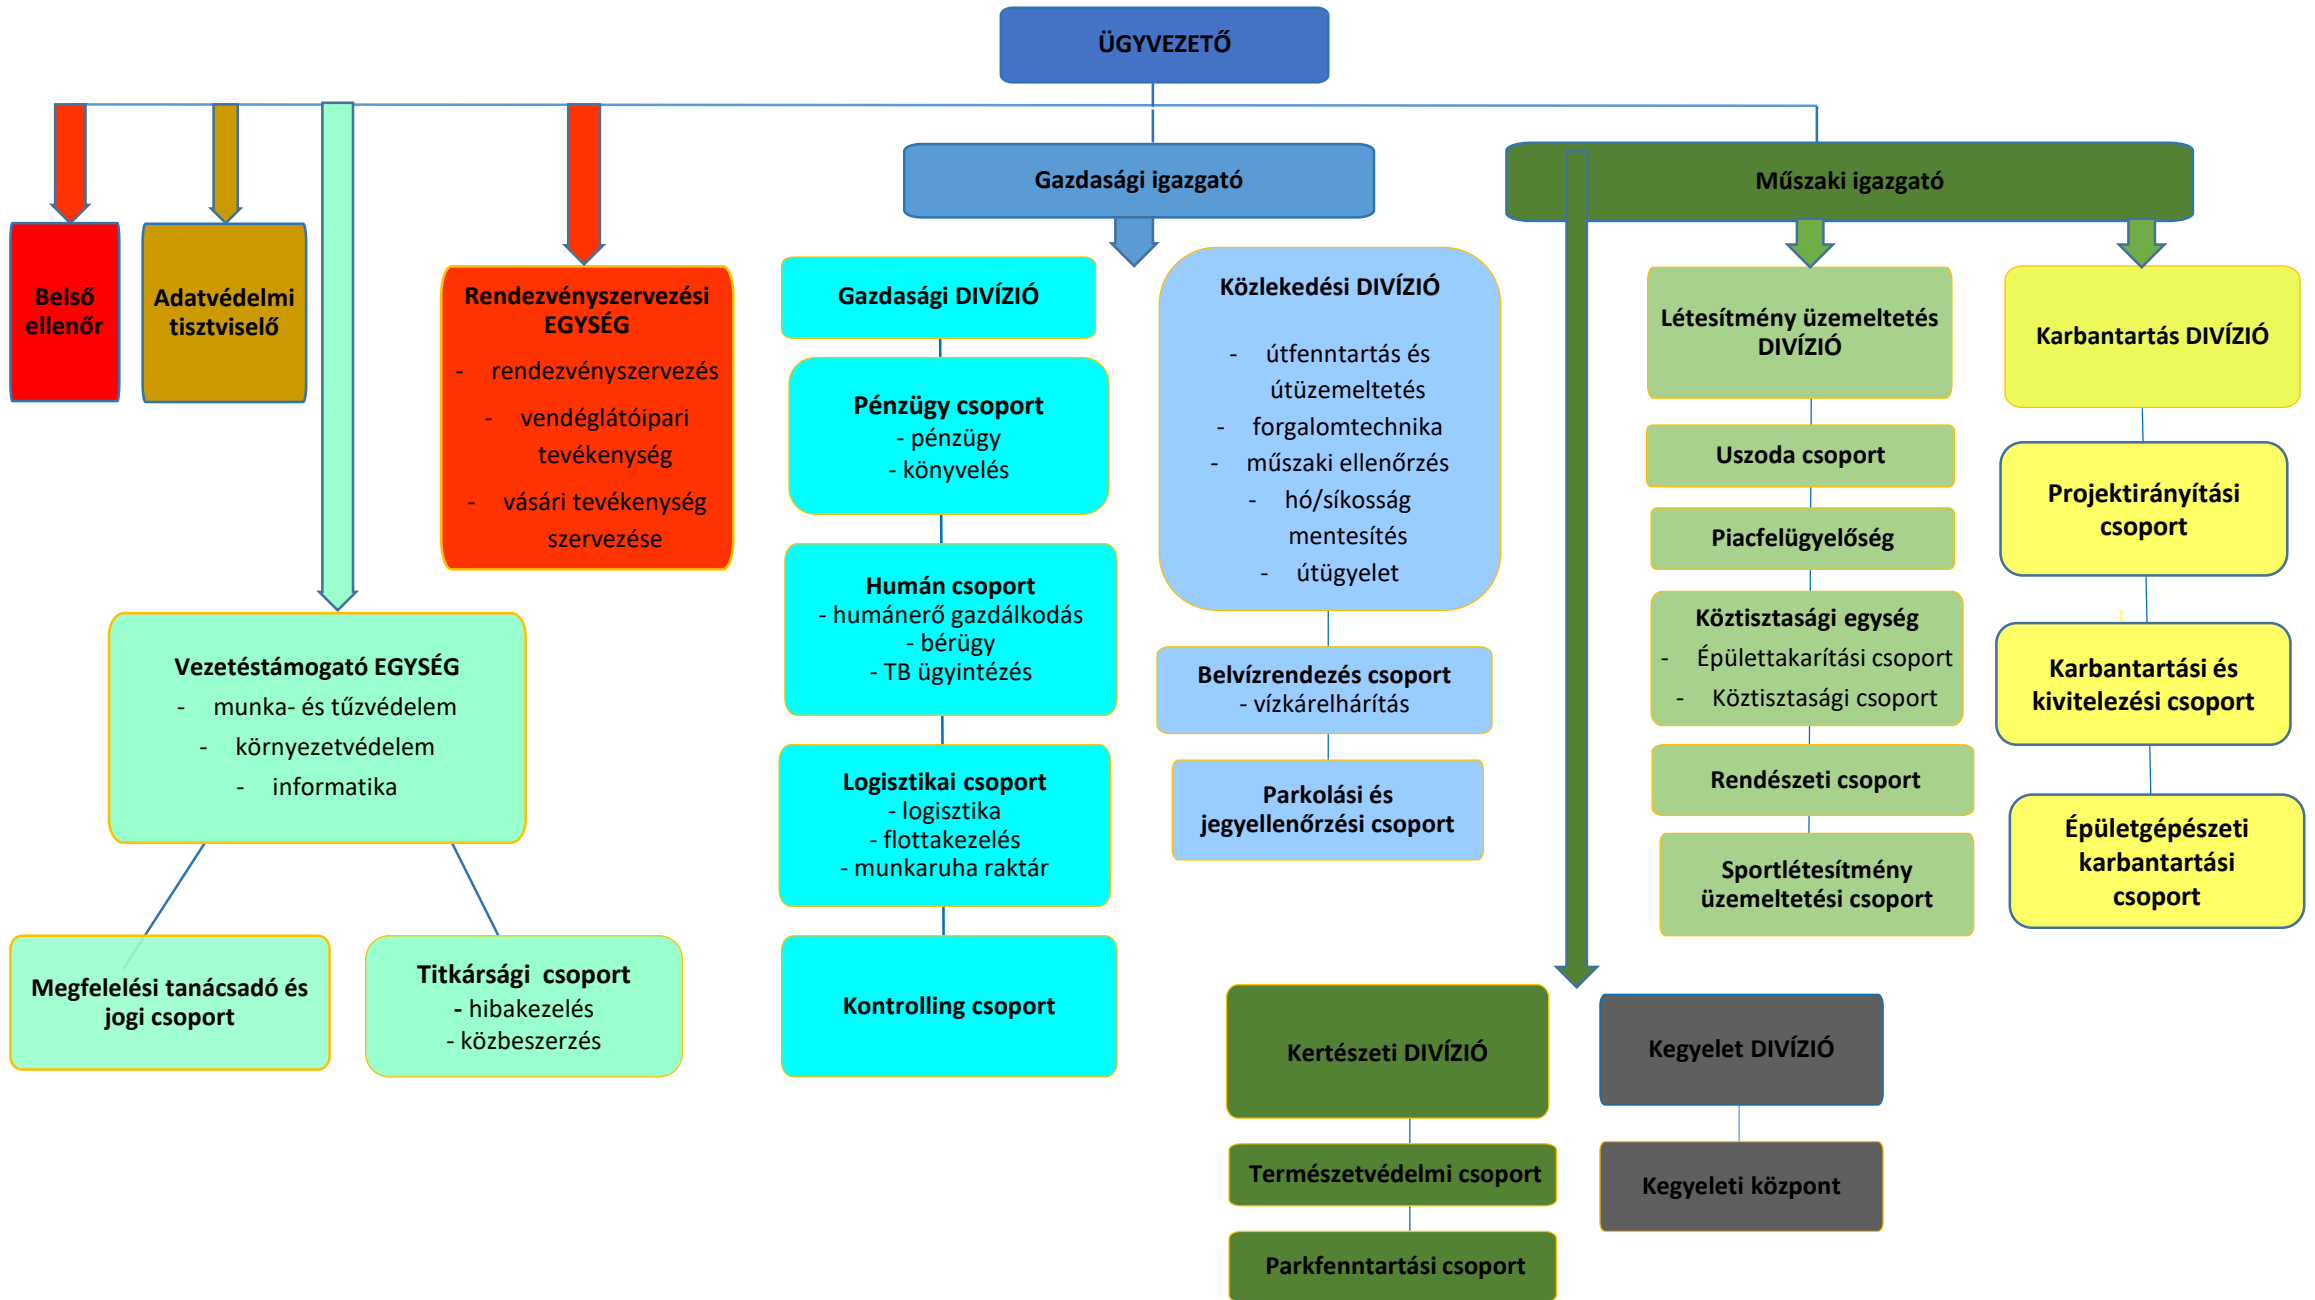 ÜGYVEZETŐ
Gazdasági igazgató
Műszaki igazgató
Belső
ellenőr
Adatvédelmi
tisztviselő
Rendezvényszervezési
EGYSÉG
- rendezvényszervezés
- vendéglátóipari
tevékenység
- vásári tevékenység
szervezése
Vezetéstámogató EGYSÉG
- munka- és tűzvédelem
- környezetvédelem
- informatika
Megfelelési tanácsadó és
jogi csoport
Titkársági csoport
- hibakezelés
- közbeszerzés
Gazdasági DIVÍZIÓ
Pénzügy csoport
- pénzügy
- könyvelés
Humán csoport
- humánerő gazdálkodás
- bérügy
- TB ügyintézés
Logisztikai csoport
- logisztika
- flottakezelés
- munkaruha raktár
Kontrolling csoport
Közlekedési DIVÍZIÓ
- útfenntartás és
útüzemeltetés
- forgalomtechnika
- műszaki ellenőrzés
- hó/síkosság
mentesítés
- útügyelet
Belvízrendezés csoport
- vízkárelhárítás
Parkolási és
jegyellenőrzési csoport
Létesítmény üzemeltetés
DIVÍZIÓ
Uszoda csoport
Piacfelügyelőség
Köztisztasági egység
- Épülettakarítási csoport
- Köztisztasági csoport
Rendészeti csoport
Sportlétesítmény
üzemeltetési csoport
Karbantartás DIVÍZIÓ
Projektirányítási
csoport
Karbantartási és
kivitelezési csoport
Épületgépészeti
karbantartási
csoport
Kertészeti DIVÍZIÓ
Természetvédelmi csoport
Parkfenntartási csoport
Kegyelet DIVÍZIÓ
Kegyeleti központ